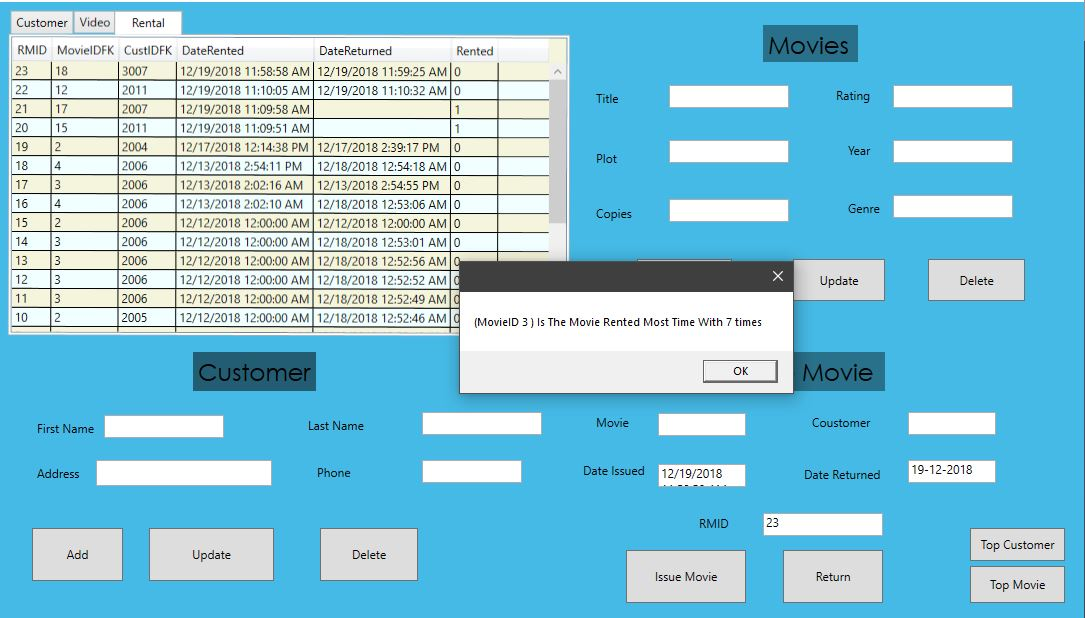 Customer Video Rental
RMID MovieIDFK CustIDFK DateRented DateReturned Rented
23 18 3007 12/19/2018 11:58:58 AM 12/19/2018 11:59:25 AM 0
22 12 2011 12/19/2018 11:10:05 AM 12/19/2018 11:10:32 AM 0
21 17 2007 12/19/2018 11:09:58 AM 1
20 15 2011 12/19/2018 11:09:51 AM 1
19 2 2004 12/17/2018 12:14:38 PM 12/17/2018 2:39:17 PM 0
18 4 2006 12/13/2018 2:54:11 PM 12/18/2018 12:54:18 AM 0
17 3 2006 12/13/2018 2:02:16 AM 12/13/2018 2:54:55 PM 0
16 4 2006 12/13/2018 2:02:10 AM 12/18/2018 12:53:06 AM 0
15 2 2006 12/12/2018 12:00:00 AM 12/12/2018 12:00:00 AM 0
14 3 2006 12/12/2018 12:00:00 AM 12/18/2018 12:53:01 AM 0
13 3 2006 12/12/2018 12:00:00 AM 12/18/2018 12:52:56 AM 0
12 3 2006 12/12/2018 12:00:00 AM 12/18/2018 12:52:52 AM 0
11 3 2006 12/12/2018 12:00:00 AM 12/18/2018 12:52:49 AM 0
10 2 2005 12/12/2018 12:00:00 AM 12/18/2018 12:52:46 AM 0
Movies
Title Rating
Plot Year
Copies Genre
Update Delete
(MovieID 3 ) Is The Movie Rented Most Time With 7 times
OK
Customer
First Name Last Name
Address Phone
Add Update Delete
Movie
Movie Coustomer
Date Issued 12/19/2018 Date Returned 19-12-2018
RMID 23
Issue Movie Return
Top Customer
Top Movie